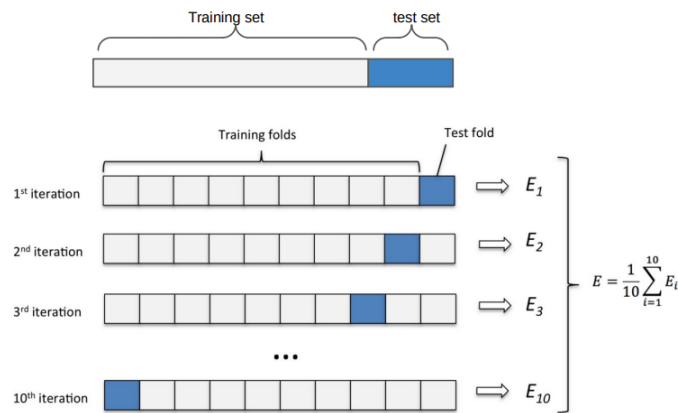 Training set
test set
Training folds
Test fold
1st iteration
E1
2nd iteration
E2
3rd iteration
E3
E = 1/10 ∑ i=1 10 Ei
...
10th iteration
E10